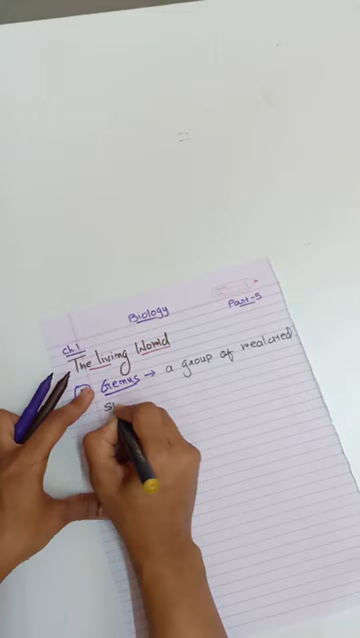 Biology
Part-5
Ch.1
The living World
Genus → a group of realated